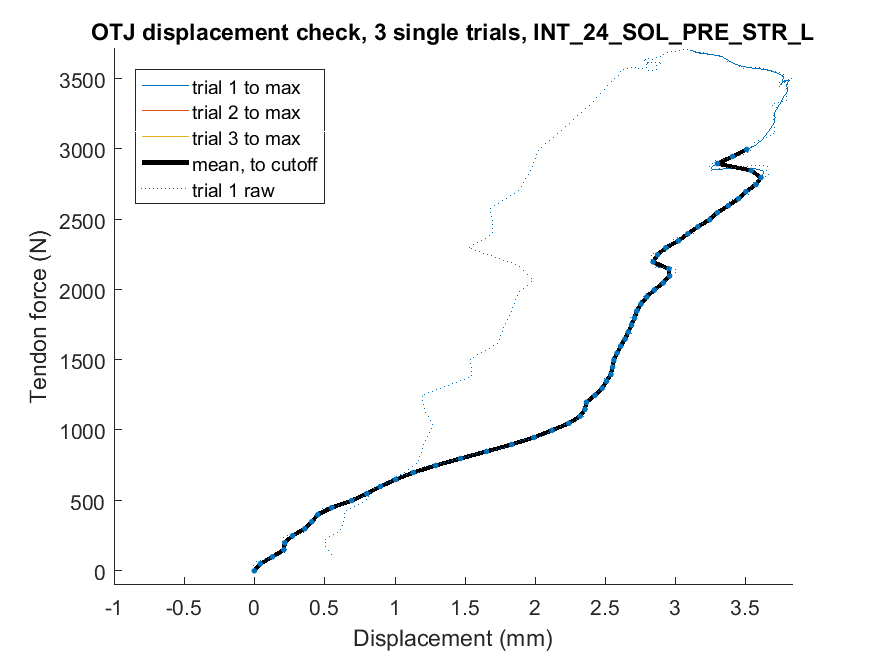 OTJ displacement check, 3 single trials, INT_24_SOL_PRE_STR_L
trial 1 to max
trial 2 to max
trial 3 to max
mean, to cutoff
trial 1 raw
Tendon force (N)
3500
3000
2500
2000
1500
1000
500
0
-1 -0.5 0 0.5 1 1.5 2 2.5 3 3.5
Displacement (mm)